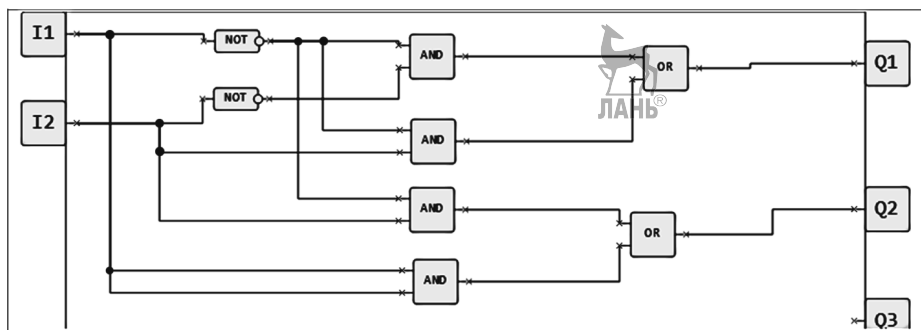 I1
NOT
AND
OR
Q1
NOT
ЛАНЬ®
I2
AND
AND
Q2
OR
AND
Q3